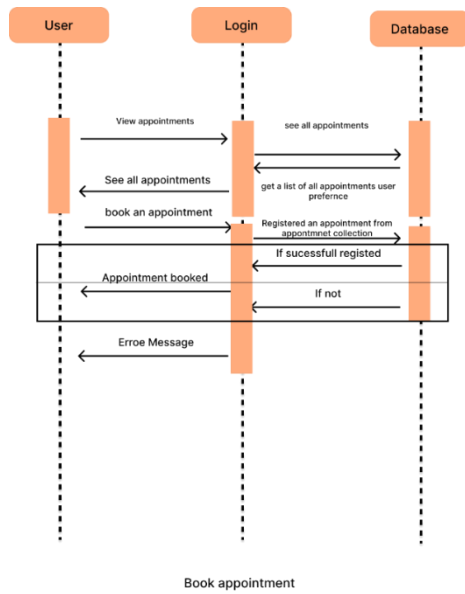 User
Login
Database
View appointments
see all appointments
See all appointments
get a list of all appointments user
prefernce
book an appointment
Registered an appointment from
appointmnet collection
If sucessfull registed
Appointment booked
If not
Erroe Message
Book appointment